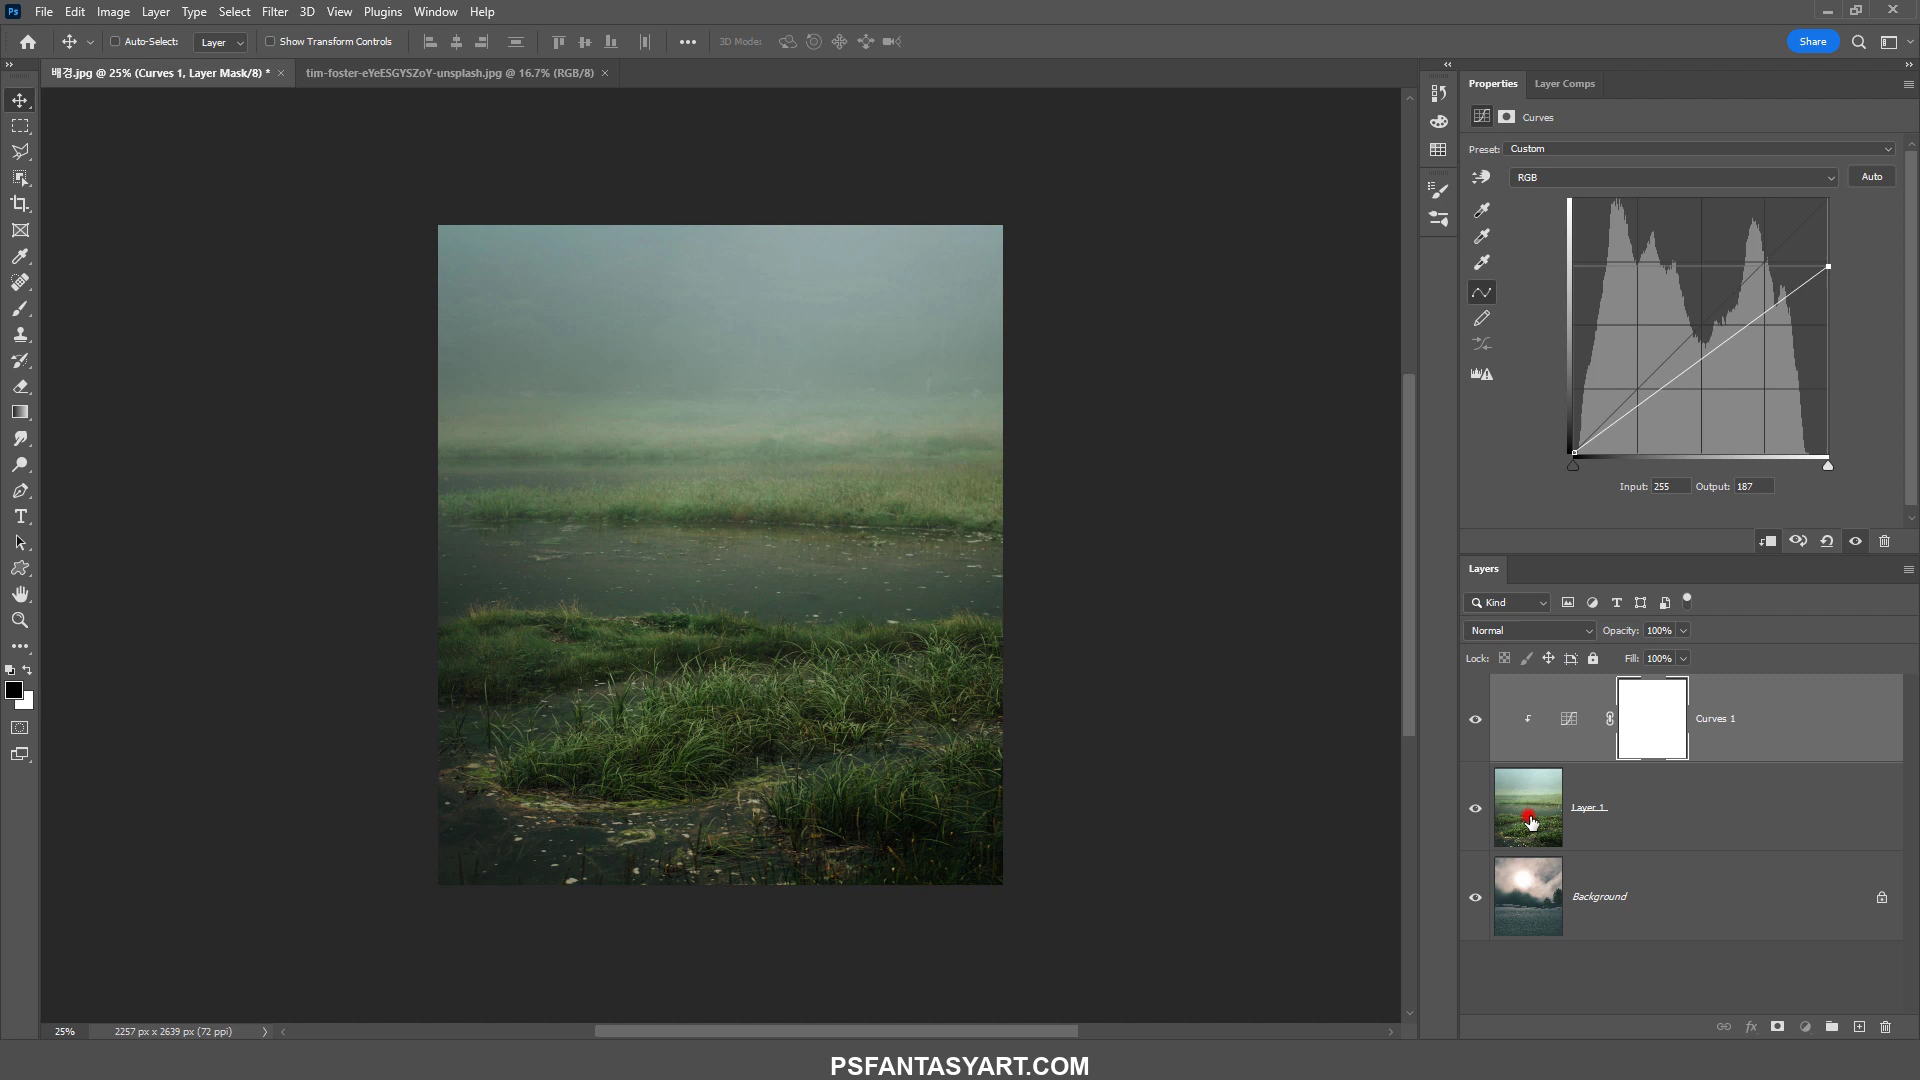 Ps File Edit Image Layer Type Select Filter 3D View Plugins Window Help
Auto-Select: Layer Show Transform Controls 3D Mode: Share
배경.jpg @ 25% (Curves 1, Layer Mask/8) * tim-foster-eYeESGYSZoY-unsplash.jpg @ 16.7% (RGB/8)
Properties Layer Comps
Curves
Preset: Custom
RGB Auto
Input: 255 Output: 187
Layers
Kind
Normal Opacity: 100%
Lock: Fill: 100%
Curves 1
Layer 1
Background
25% 2257 px x 2639 px (72 ppi)
PSFANTASYART.COM